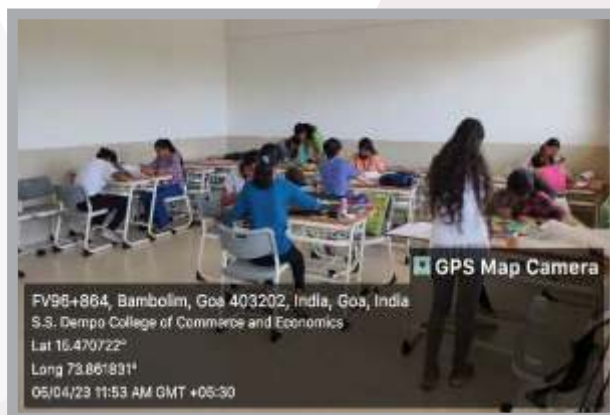 GPS Map Camera
FV96+864, Bambolim, Goa 403202, India, Goa, India
S.S. Dempo College of Commerce and Economics
Lat 15.470722°
Long 73.861831°
06/04/23 11:53 AM GMT +05:30